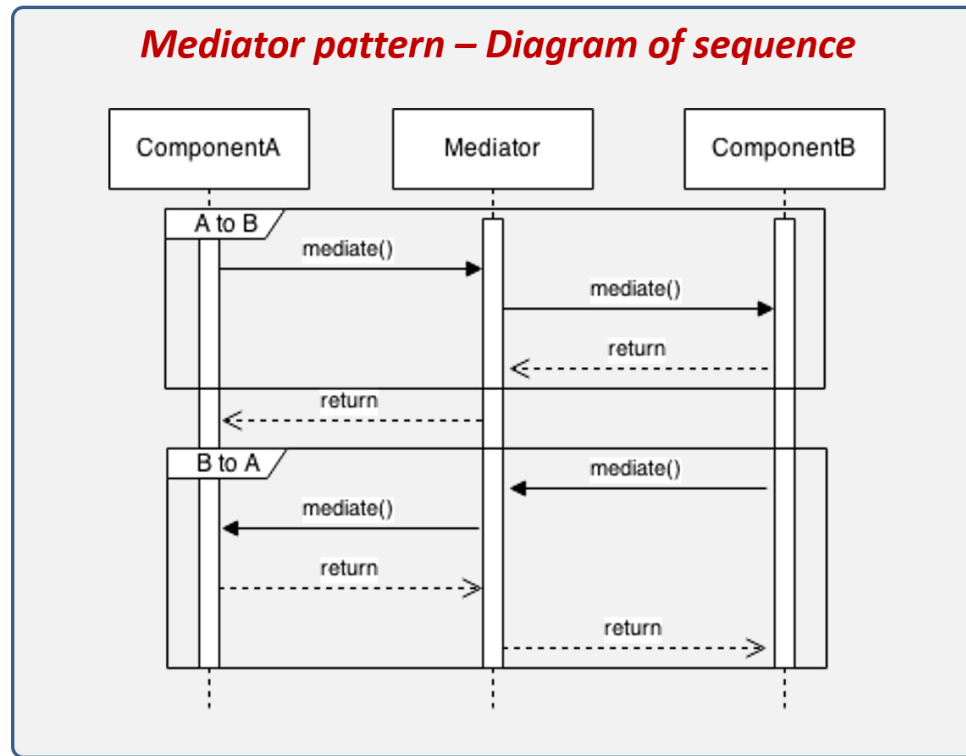 Mediator pattern – Diagram of sequence
ComponentA
Mediator
ComponentB
A to B
mediate()
mediate()
return
return
B to A
mediate()
mediate()
return
return